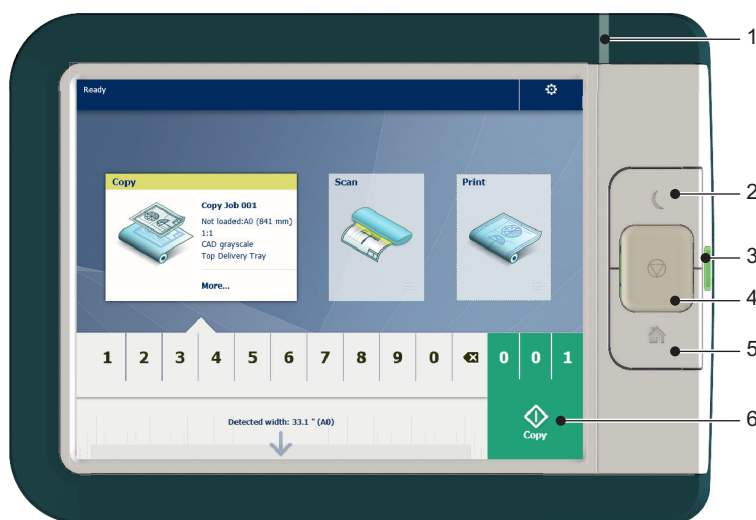 Ready
Copy
Copy Job 001
Not loaded:A0 (841 mm)
1:1
CAD grayscale
Top Delivery Tray
More...
Scan
Print
1 2 3 4 5 6 7 8 9 0 0 0 1
Detected width: 33.1 " (A0)
Copy
1
2
3
4
5
6